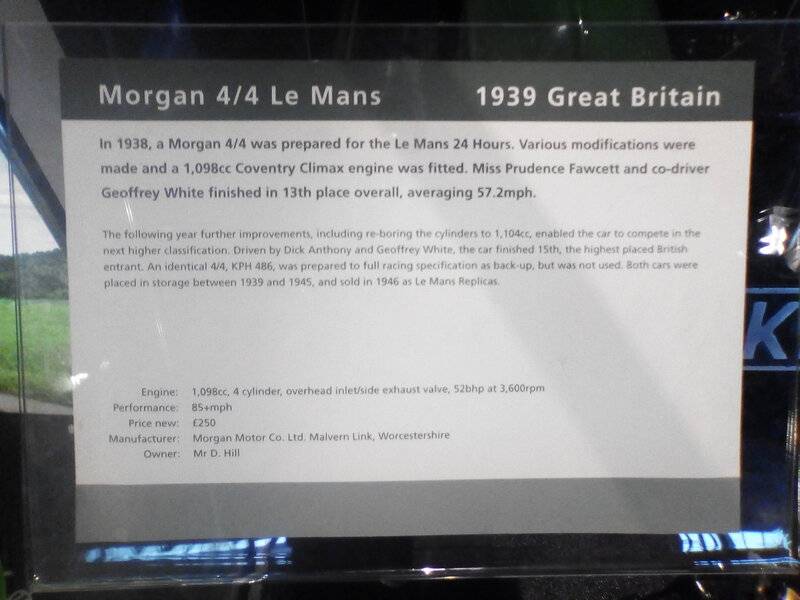 Morgan 4/4 Le Mans 1939 Great Britain
In 1938, a Morgan 4/4 was prepared for the Le Mans 24 Hours. Various modifications were
made and a 1,098cc Coventry Climax engine was fitted. Miss Prudence Fawcett and co-driver
Geoffrey White finished in 13th place overall, averaging 57.2mph.
The following year further improvements, including re-boring the cylinders to 1,104cc, enabled the car to compete in the
next higher classification. Driven by Dick Anthony and Geoffrey White, the car finished 15th, the highest placed British
entrant. An identical 4/4, KPH 486, was prepared to full racing specification as back-up, but was not used. Both cars were
placed in storage between 1939 and 1945, and sold in 1946 as Le Mans Replicas.
Engine: 1,098cc, 4 cylinder, overhead inlet/side exhaust valve, 52bhp at 3,600rpm
Performance: 85+mph
Price new: £250
Manufacturer: Morgan Motor Co. Ltd. Malvern Link, Worcestershire
Owner: Mr D. Hill